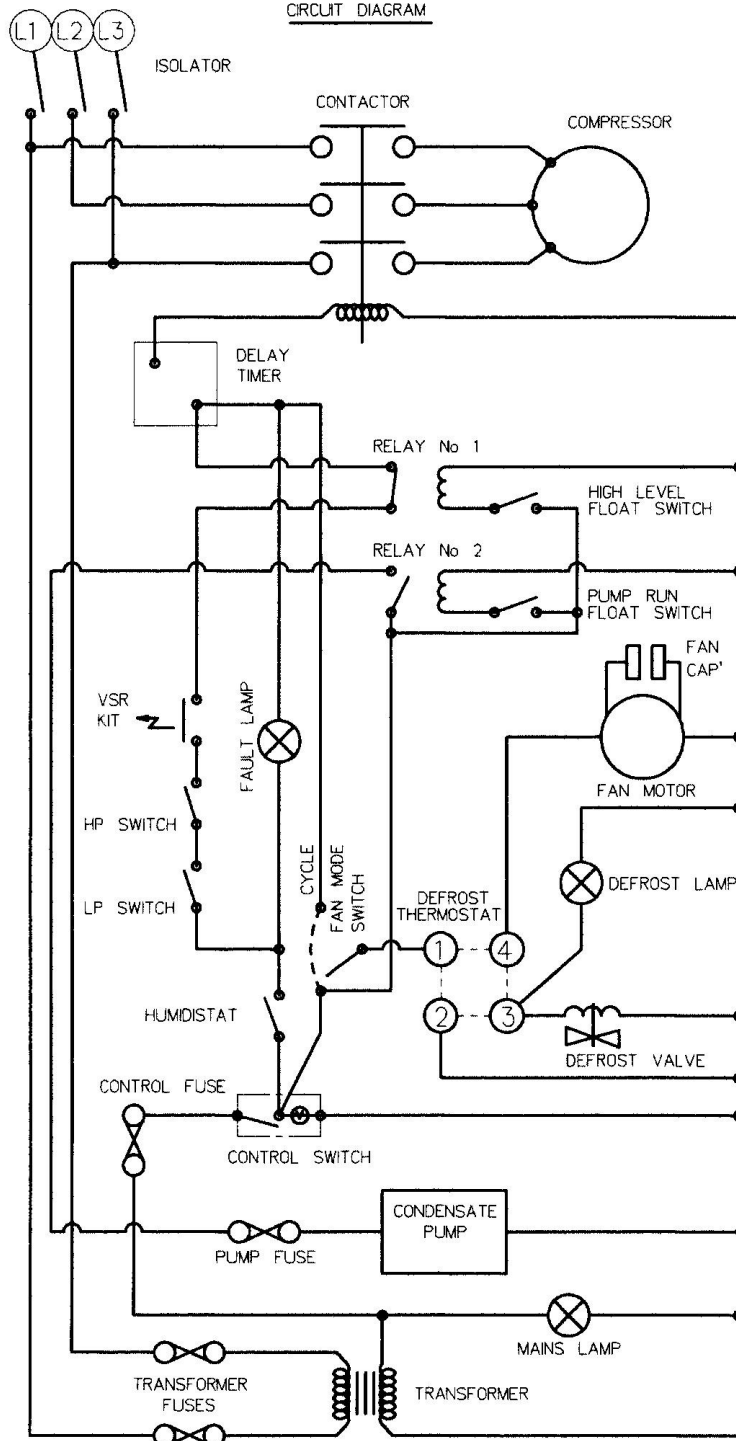 CIRCUIT DIAGRAM
L1 L2 L3
ISOLATOR
CONTACTOR
COMPRESSOR
DELAY
TIMER
RELAY No 1
HIGH LEVEL
FLOAT SWITCH
RELAY No 2
PUMP RUN
FLOAT SWITCH
FAN
CAP'
VSR
KIT
FAULT LAMP
FAN MOTOR
HP SWITCH
CYCLE
FAN MODE
SWITCH
DEFROST LAMP
LP SWITCH
DEFROST
THERMOSTAT
1 4
2 3
HUMIDISTAT
DEFROST VALVE
CONTROL FUSE
CONTROL SWITCH
CONDENSATE
PUMP
PUMP FUSE
MAINS LAMP
TRANSFORMER
FUSES
TRANSFORMER